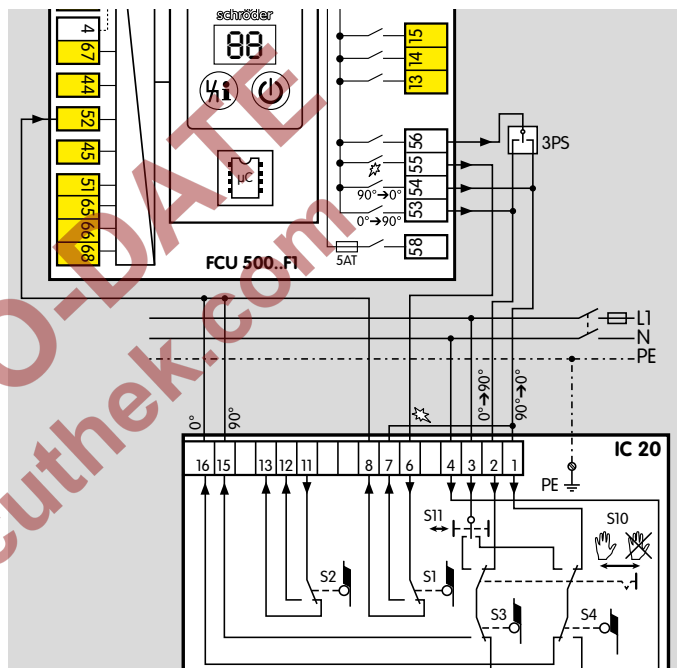 schröder
4
67
44
52
45
51
65
66
68
88
µC
15
14
13
56
55
54
53
58
90°→0°
0°→90°
5AT
3PS
FCU 500..F1
L1
N
PE
0°
90°
0°→90°
90°→0°
IC 20
16 15 13 12 11 8 7 6 4 3 2 1
PE
S11
S10
S2
S1
S3
S4
O-DATE
cuthek.com